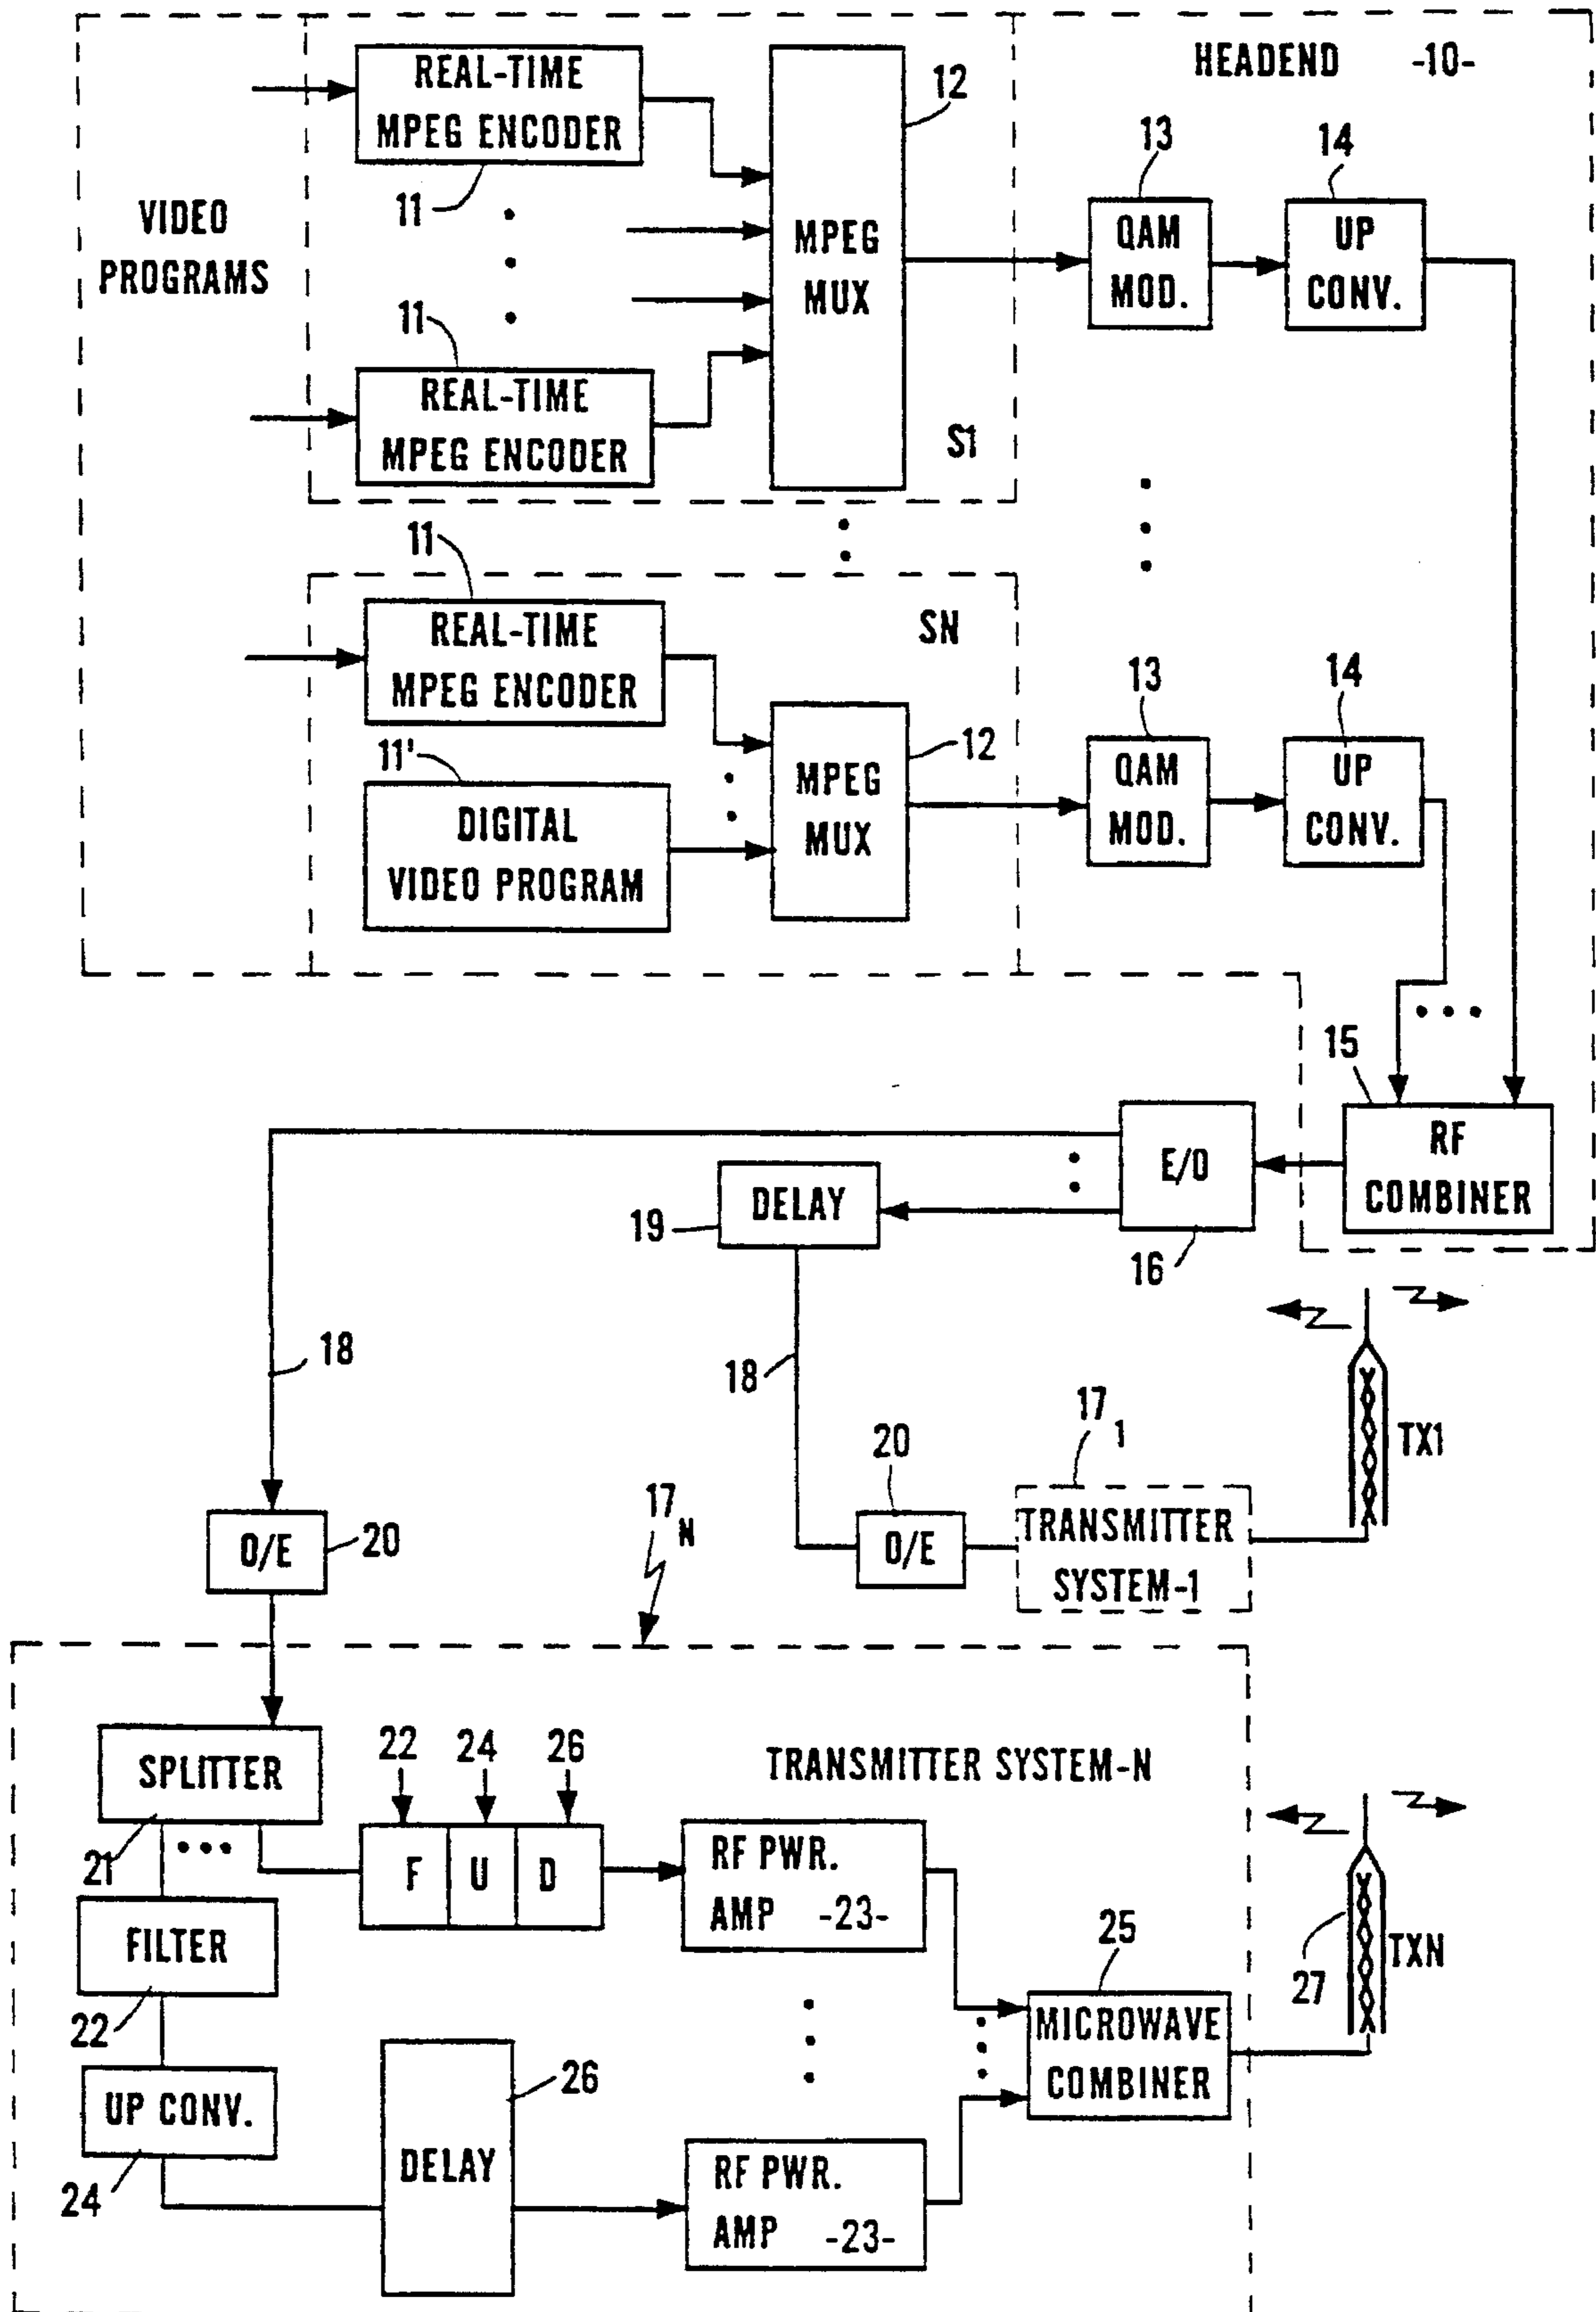 HEADEND -10-
REAL-TIME
MPEG ENCODER
11
12
13
14
VIDEO
PROGRAMS
MPEG
MUX
QAM
MOD.
UP
CONV.
11
REAL-TIME
MPEG ENCODER
S1
11
REAL-TIME
MPEG ENCODER
SN
13
14
11'
DIGITAL
VIDEO PROGRAM
MPEG
MUX
12
QAM
MOD.
UP
CONV.
15
RF
COMBINER
E/O
16
DELAY
19
18
18
17 1
20
O/E
TRANSMITTER
SYSTEM-1
TX1
O/E
20
17 N
SPLITTER
21
22
24
26
TRANSMITTER SYSTEM-N
F
U
D
RF PWR.
AMP -23-
FILTER
22
25
MICROWAVE
COMBINER
27
TXN
UP CONV.
24
26
DELAY
RF PWR.
AMP -23-